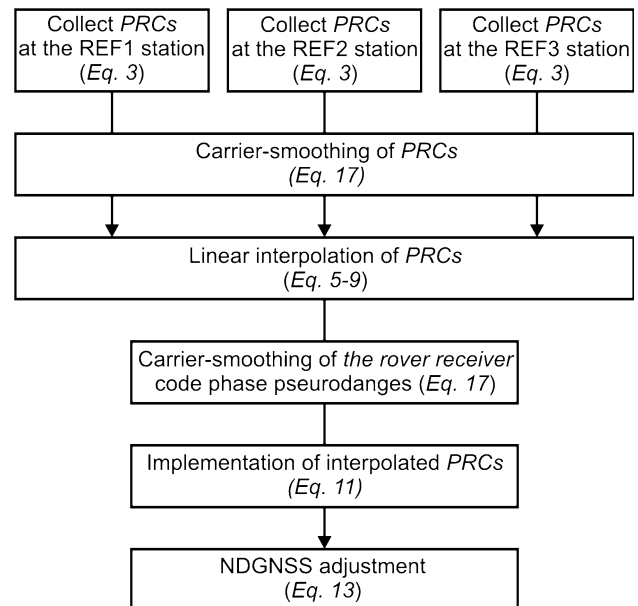 Collect PRCs
at the REF1 station
(Eq. 3)
Collect PRCs
at the REF2 station
(Eq. 3)
Collect PRCs
at the REF3 station
(Eq. 3)
Carrier-smoothing of PRCs
(Eq. 17)
Linear interpolation of PRCs
(Eq. 5-9)
Carrier-smoothing of the rover receiver
code phase pseurodanges (Eq. 17)
Implementation of interpolated PRCs
(Eq. 11)
NDGNSS adjustment
(Eq. 13)